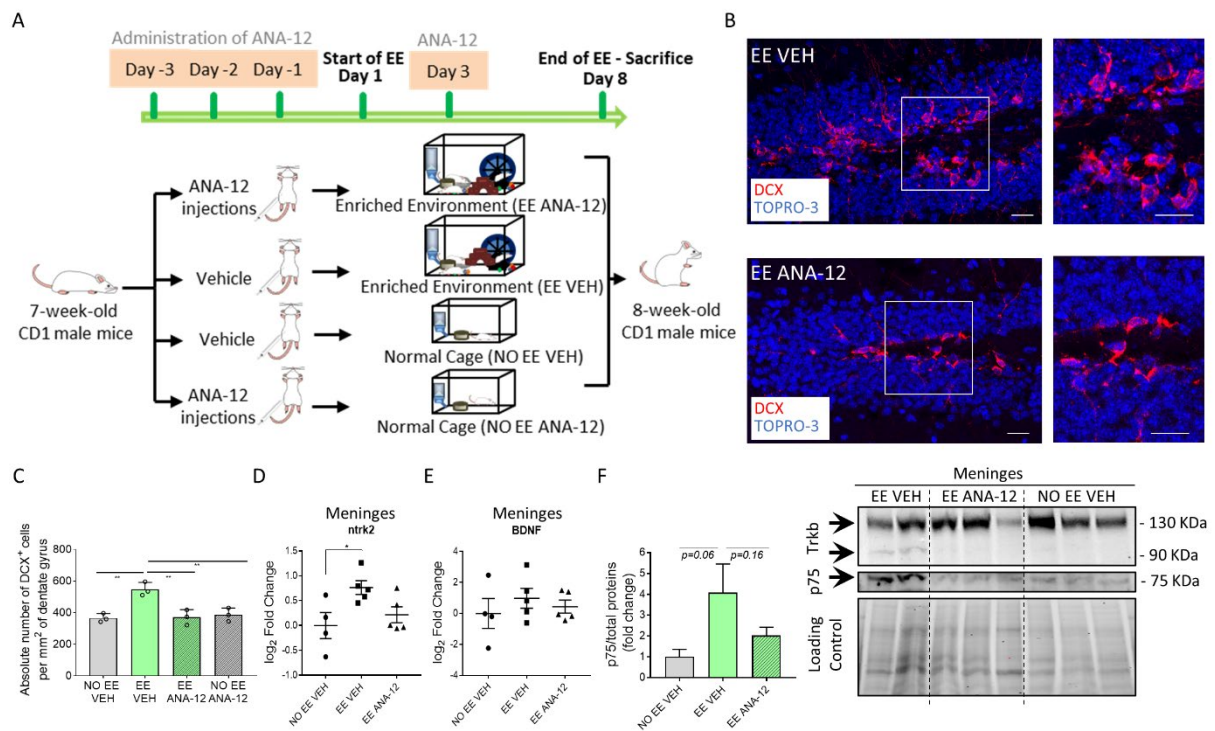 A
Administration of ANA-12
Day -3
Day -2
Day -1
Start of EE
Day 1
ANA-12
Day 3
End of EE - Sacrifice
Day 8
7-week-old
CD1 male mice
ANA-12
injections
Enriched Environment (EE ANA-12)
Vehicle
Enriched Environment (EE VEH)
Vehicle
Normal Cage (NO EE VEH)
ANA-12
injections
Normal Cage (NO EE ANA-12)
8-week-old
CD1 male mice
B
EE VEH
DCX
TOPRO-3
EE ANA-12
DCX
TOPRO-3
C
Absolute number of DCX+ cells
per mm2 of dentate gyrus
800
600
400
200
0
**
**
**
NO EE
VEH
EE
VEH
EE
ANA-12
NO EE
ANA-12
D
Meninges
ntrk2
log2 Fold Change
1.5
1.0
0.5
0.0
-0.5
-1.0
*
NO EE VEH
EE VEH
EE ANA-12
E
Meninges
BDNF
log2 Fold Change
4
2
0
-2
-4
NO EE VEH
EE VEH
EE ANA-12
F
p75/total proteins
(fold change)
7
6
5
4
3
2
1
0
p=0.06
p=0.16
NO EE VEH
EE VEH
EE ANA-12
Meninges
EE VEH
EE ANA-12
NO EE VEH
Trkb
- 130 KDa
- 90 KDa
p75
- 75 KDa
Loading
Control